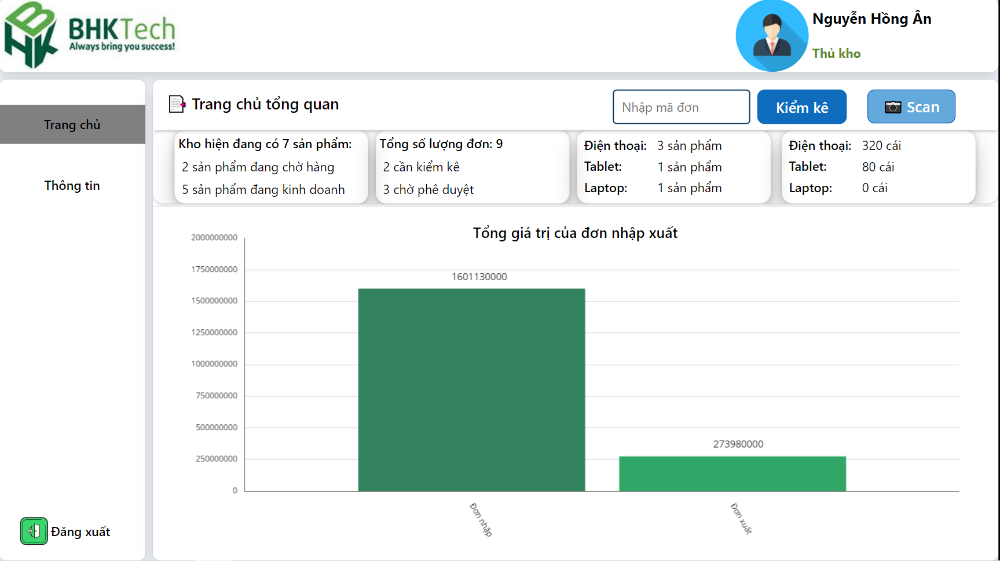 BHK
BHKTech
Always bring you success!
Nguyễn Hồng Ân
Thủ kho
Trang chủ
Thông tin
Đăng xuất
Trang chủ tổng quan
Nhập mã đơn
Kiểm kê
Scan
Kho hiện đang có 7 sản phẩm:
2 sản phẩm đang chờ hàng
5 sản phẩm đang kinh doanh
Tổng số lượng đơn: 9
2 cần kiểm kê
3 chờ phê duyệt
Điện thoại: 3 sản phẩm
Tablet: 1 sản phẩm
Laptop: 1 sản phẩm
Điện thoại: 320 cái
Tablet: 80 cái
Laptop: 0 cái
Tổng giá trị của đơn nhập xuất
2000000000
1750000000
1500000000
1250000000
1000000000
750000000
500000000
250000000
0
1601130000
273980000
Đơn nhập
Đơn xuất